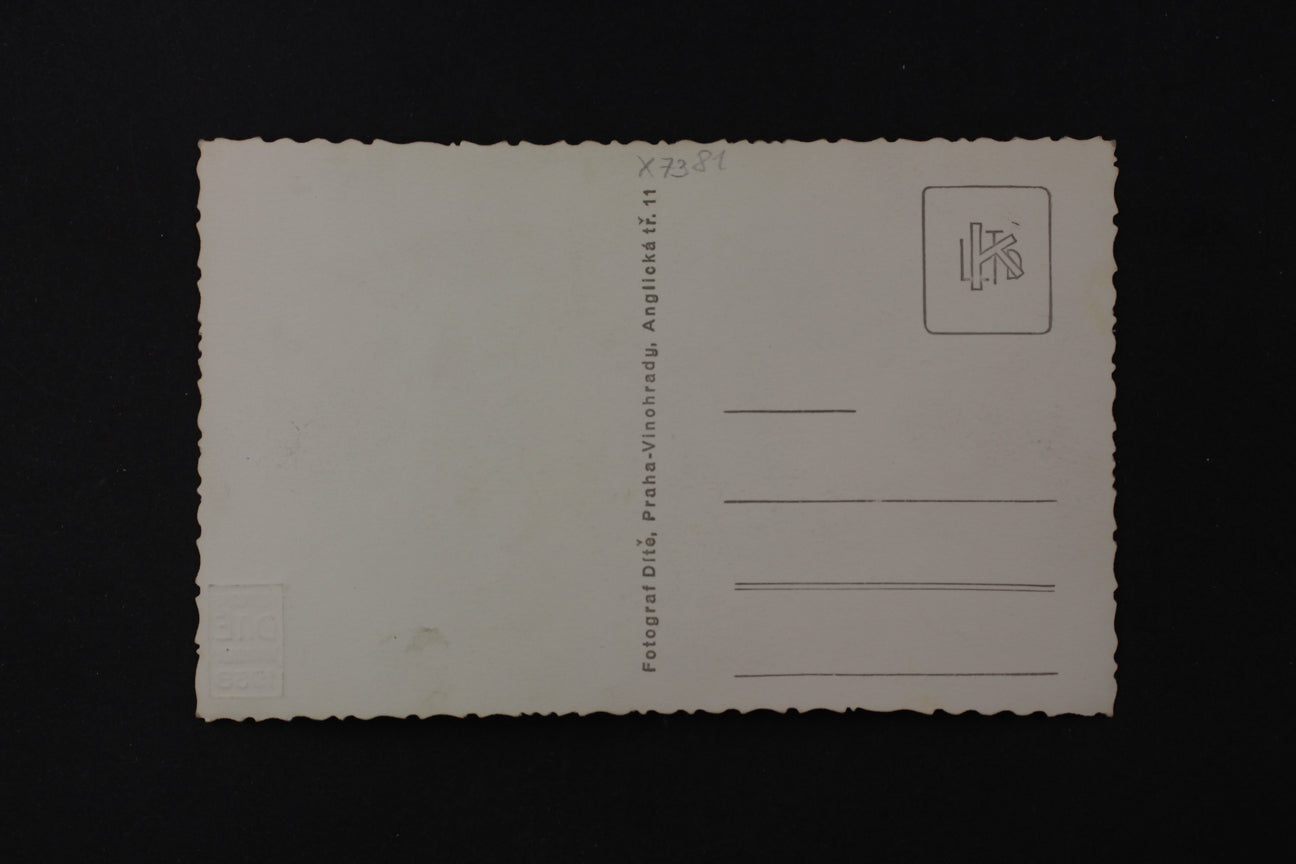 X7381
Fotograf Dítě, Praha-Vinohrady, Anglická tř. 11